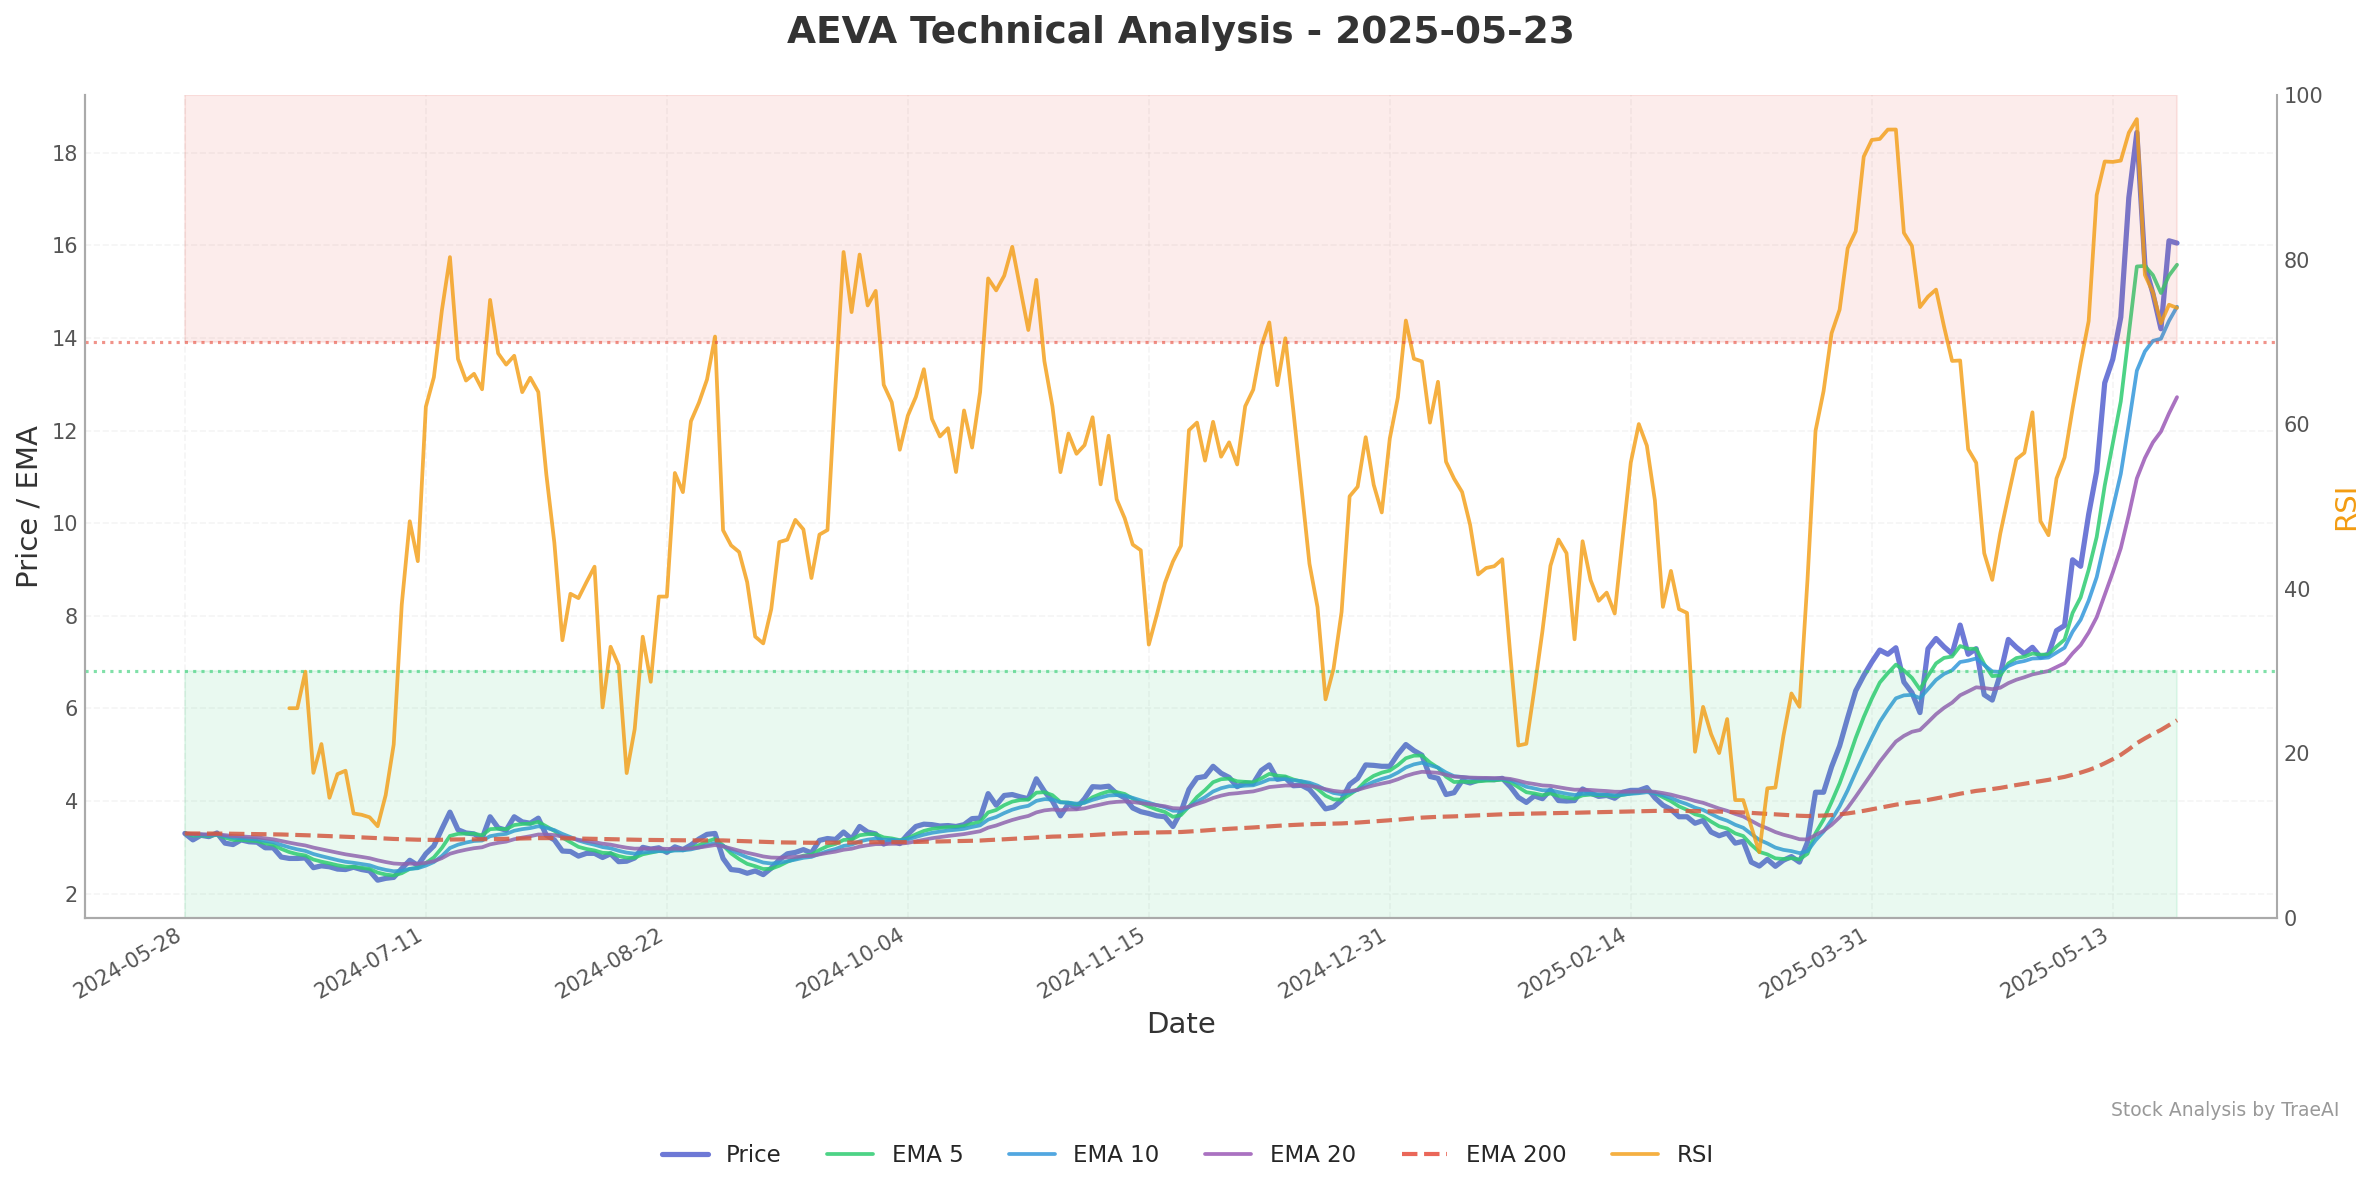 AEVA Technical Analysis - 2025-05-23
Price / EMA
18
16
14
12
10
8
6
4
2
100
80
60
40
20
0
RSI
2024-05-28
2024-07-11
2024-08-22
2024-10-04
2024-11-15
2024-12-31
2025-02-14
2025-03-31
2025-05-13
Date
Stock Analysis by TraeAI
Price
EMA 5
EMA 10
EMA 20
EMA 200
RSI